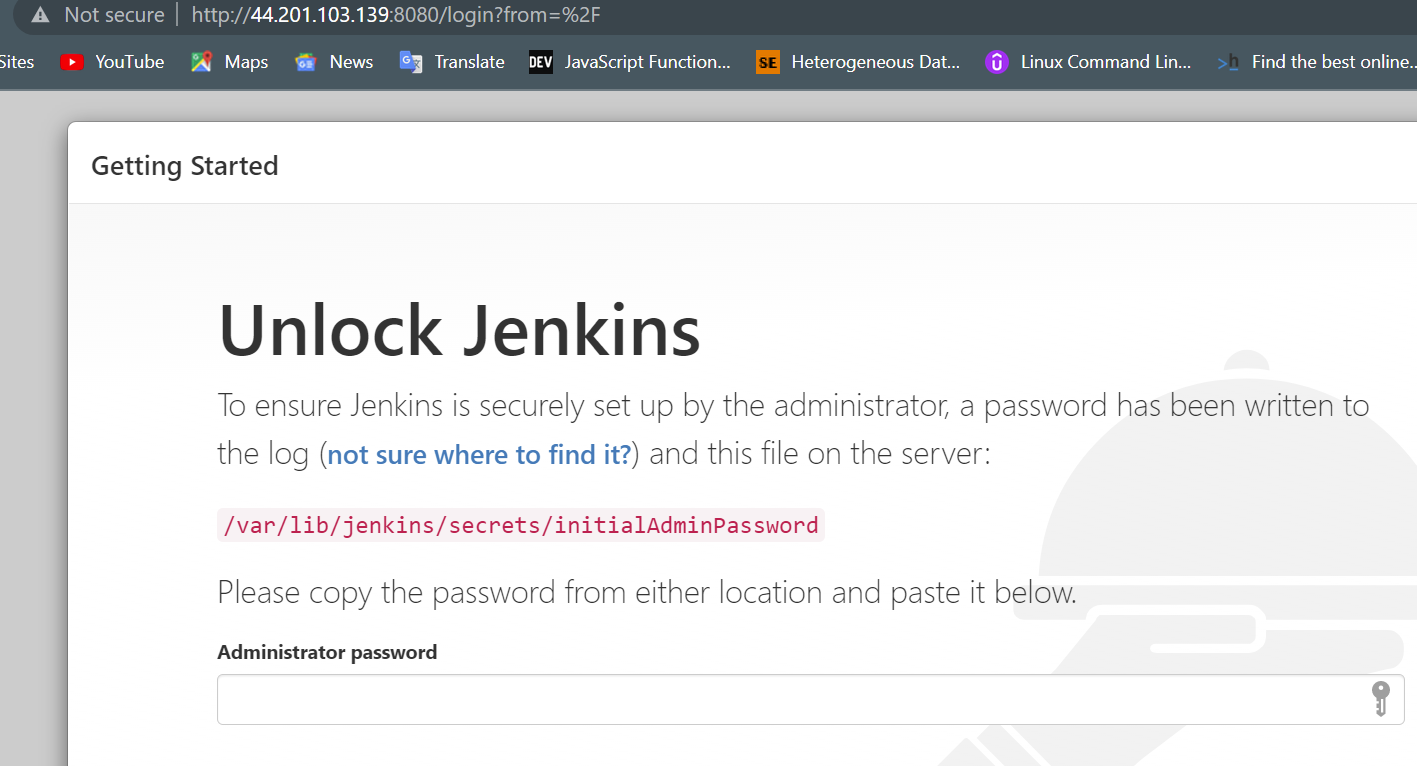 Not secure | http://44.201.103.139:8080/login?from=%2F
Sites YouTube Maps News Translate DEV JavaScript Function... SE Heterogeneous Dat... Linux Command Lin... >h Find the best online...
Getting Started
Unlock Jenkins
To ensure Jenkins is securely set up by the administrator, a password has been written to
the log (not sure where to find it?) and this file on the server:
/var/lib/jenkins/secrets/initialAdminPassword
Please copy the password from either location and paste it below.
Administrator password